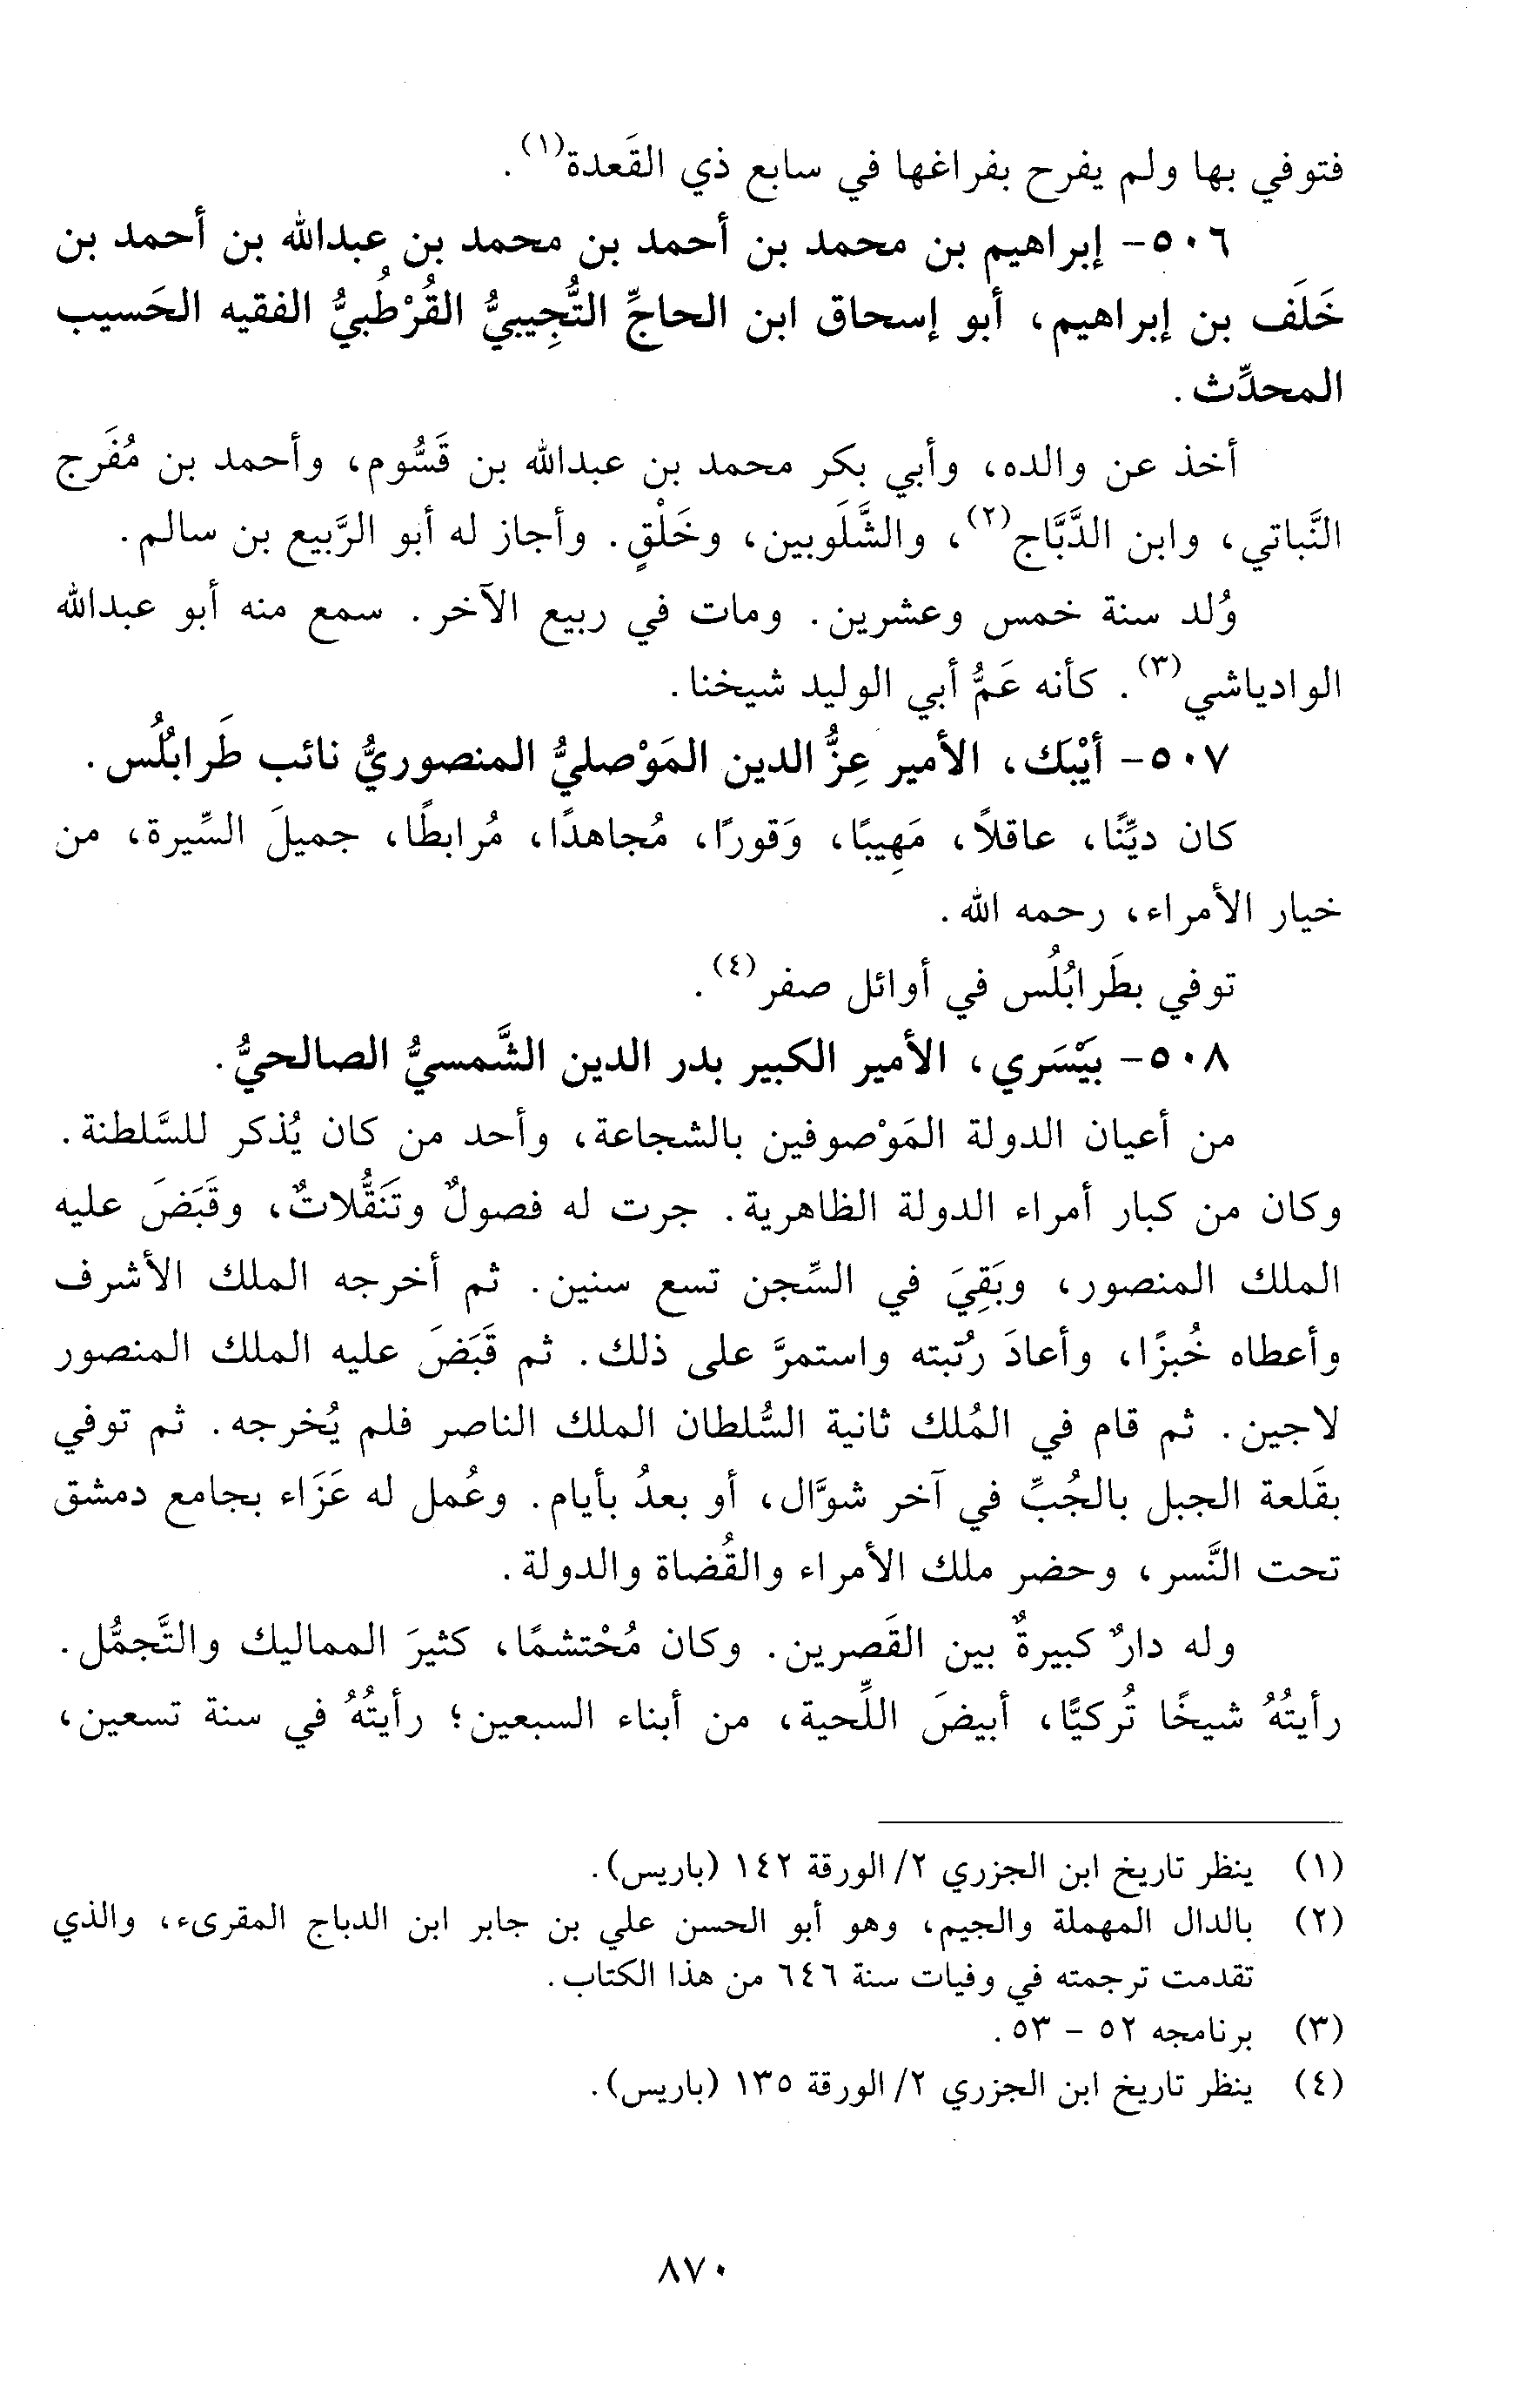 فتوفي بها ولم يفرح بفراغها في سابع ذي القَعدة(١).
٥٠٦- إبراهيم بن محمد بن أحمد بن محمد بن عبدالله بن أحمد بن
خَلَف بن إبراهيم، أبو إسحاق ابن الحاجِّ التُّجِيبيُّ القُرْطُبيُّ الفقيه الحَسيب
المحدِّث.
أخذ عن والده، وأبي بكر محمد بن عبدالله بن قَسُّوم، وأحمد بن مُفَرج
النَّباتي، وابن الدَّبَّاج(٢)، والشَّلَوبين، وخَلْقٍ. وأجاز له أبو الرَّبيع بن سالم.
وُلد سنة خمس وعشرين. ومات في ربيع الآخر. سمع منه أبو عبدالله
الوادياشي(٣). كأنه عَمُّ أبي الوليد شيخنا.
٥٠٧- أيْبَك، الأمير عِزُّ الدين المَوْصليُّ المنصوريُّ نائب طَرابُلُس.
كان ديِّنًا، عاقلاً، مَهِيبًا، وَقورًا، مُجاهدًا، مُرابطًا، جميلَ السِّيرة، من
خيار الأمراء، رحمه الله.
توفي بطَرابُلُس في أوائل صفر(٤).
٥٠٨- بَيْسَري، الأمير الكبير بدر الدين الشَّمسيُّ الصالحيُّ.
من أعيان الدولة المَوْصوفين بالشجاعة، وأحد من كان يُذكر للسَّلطنة.
وكان من كبار أمراء الدولة الظاهرية. جرت له فصولٌ وتَنَقُّلاتٌ، وقَبَضَ عليه
الملك المنصور، وبَقِيَ في السِّجن تسع سنين. ثم أخرجه الملك الأشرف
وأعطاه خُبزًا، وأعادَ رُتبته واستمرَّ على ذلك. ثم قَبَضَ عليه الملك المنصور
لاجين. ثم قام في المُلك ثانية السُّلطان الملك الناصر فلم يُخرجه. ثم توفي
بقَلعة الجبل بالجُبِّ في آخر شوَّال، أو بعدُ بأيام. وعُمل له عَزَاء بجامع دمشق
تحت النَّسر، وحضر ملك الأمراء والقُضاة والدولة.
وله دارٌ كبيرةٌ بين القَصرين. وكان مُحْتشمًا، كثيرَ المماليك والتَّجمُّل.
رأيتُهُ شيخًا تُركيًّا، أبيضَ اللِّحية، من أبناء السبعين؛ رأيتُهُ في سنة تسعين،
(١) ينظر تاريخ ابن الجزري ٢/ الورقة ١٤٢ (باريس).
(٢) بالدال المهملة والجيم، وهو أبو الحسن علي بن جابر ابن الدباج المقرىء، والذي
تقدمت ترجمته في وفيات سنة ٦٤٦ من هذا الكتاب.
(٣) برنامجه ٥٢ - ٥٣.
(٤) ينظر تاريخ ابن الجزري ٢/ الورقة ١٣٥ (باريس).
٨٧٠